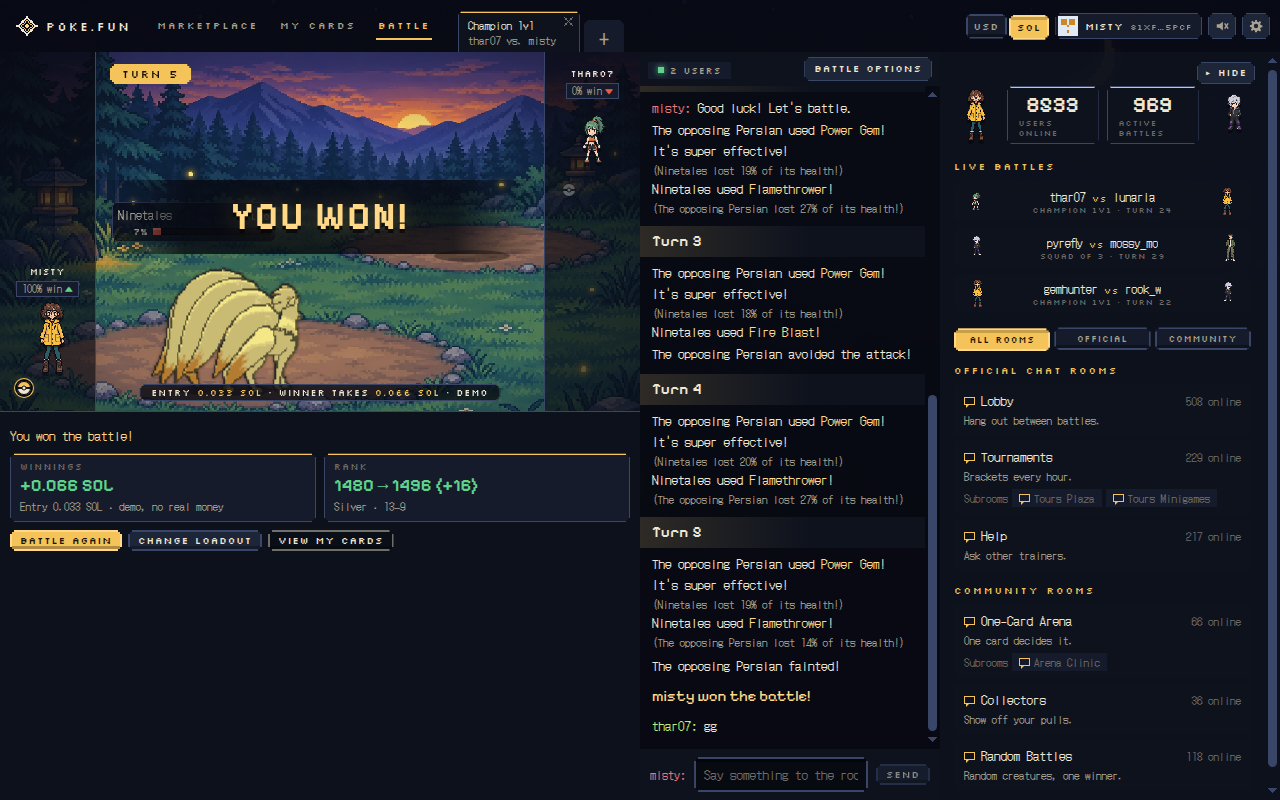 POKE.FUN
MARKETPLACE
MY CARDS
BATTLE
Champion 1v1
thar07 vs. misty
+
USD
SOL
MISTY 81XF…5PCF
TURN 5
THAR07
0% win
Ninetales
7%
YOU WON!
MISTY
100% win
ENTRY 0.033 SOL · WINNER TAKES 0.066 SOL · DEMO
You won the battle!
WINNINGS
+0.066 SOL
Entry 0.033 SOL · demo, no real money
RANK
1480→1496 (+16)
Silver · 13–9
BATTLE AGAIN
CHANGE LOADOUT
VIEW MY CARDS
2 USERS
BATTLE OPTIONS
misty: Good luck! Let's battle.
The opposing Persian used Power Gem!
It's super effective!
(Ninetales lost 19% of its health!)
Ninetales used Flamethrower!
(The opposing Persian lost 27% of its health!)
Turn 3
The opposing Persian used Power Gem!
It's super effective!
(Ninetales lost 18% of its health!)
Ninetales used Fire Blast!
The opposing Persian avoided the attack!
Turn 4
The opposing Persian used Power Gem!
It's super effective!
(Ninetales lost 20% of its health!)
Ninetales used Flamethrower!
(The opposing Persian lost 27% of its health!)
Turn 5
The opposing Persian used Power Gem!
It's super effective!
(Ninetales lost 19% of its health!)
Ninetales used Flamethrower!
(The opposing Persian lost 14% of its health!)
The opposing Persian fainted!
misty won the battle!
thar07: gg
misty:
Say something to the roo
SEND
▸ HIDE
8533
USERS ONLINE
969
ACTIVE BATTLES
LIVE BATTLES
thar07 vs lunaria
CHAMPION 1V1 · TURN 24
pyrefly vs mossy_mo
SQUAD OF 3 · TURN 29
gemhunter vs rook_w
CHAMPION 1V1 · TURN 22
ALL ROOMS
OFFICIAL
COMMUNITY
OFFICIAL CHAT ROOMS
Lobby
508 online
Hang out between battles.
Tournaments
229 online
Brackets every hour.
Subrooms Tours Plaza Tours Minigames
Help
217 online
Ask other trainers.
COMMUNITY ROOMS
One-Card Arena
66 online
One card decides it.
Subrooms Arena Clinic
Collectors
36 online
Show off your pulls.
Random Battles
118 online
Random creatures, one winner.